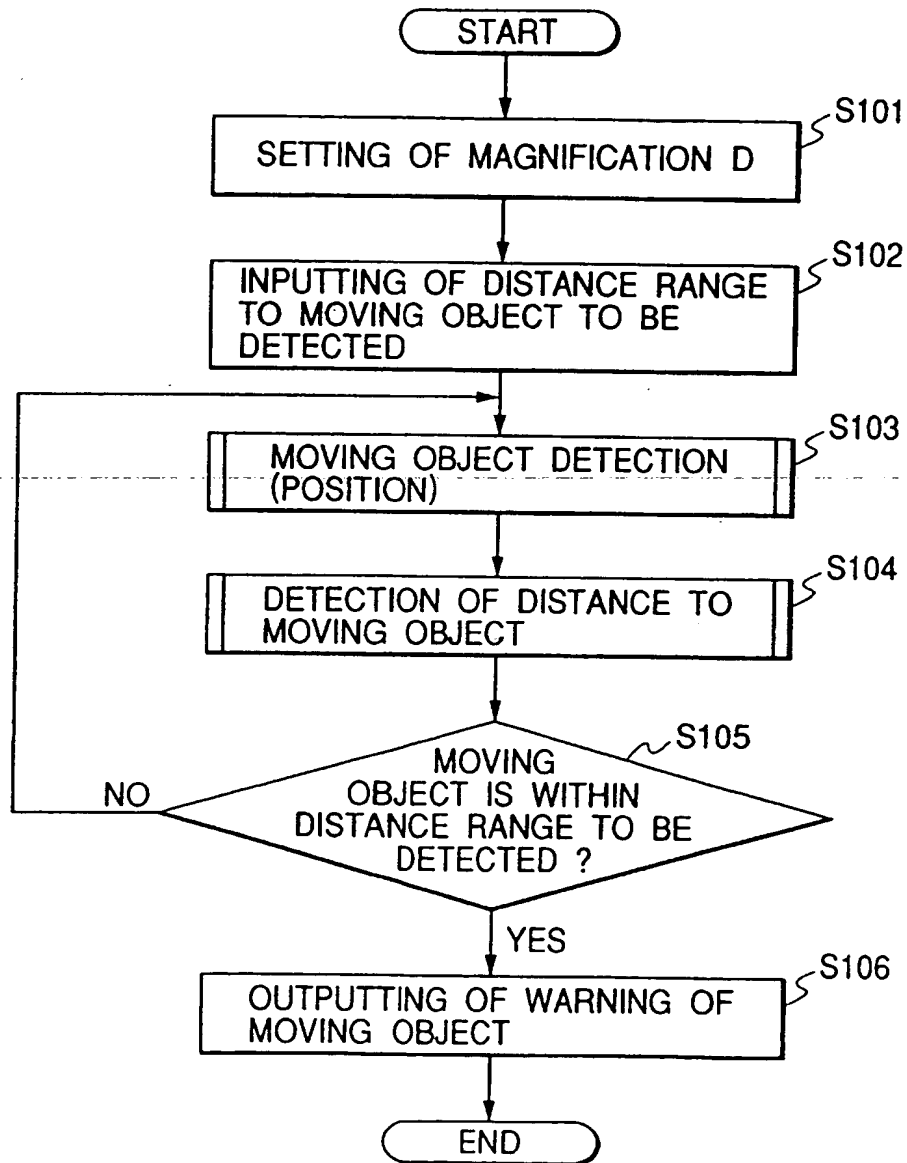 START
S101
SETTING OF MAGNIFICATION D
S102
INPUTTING OF DISTANCE RANGE
TO MOVING OBJECT TO BE
DETECTED
S103
MOVING OBJECT DETECTION
(POSITION)
S104
DETECTION OF DISTANCE TO
MOVING OBJECT
S105
MOVING
OBJECT IS WITHIN
DISTANCE RANGE TO BE
DETECTED ?
NO
YES
S106
OUTPUTTING OF WARNING OF
MOVING OBJECT
END